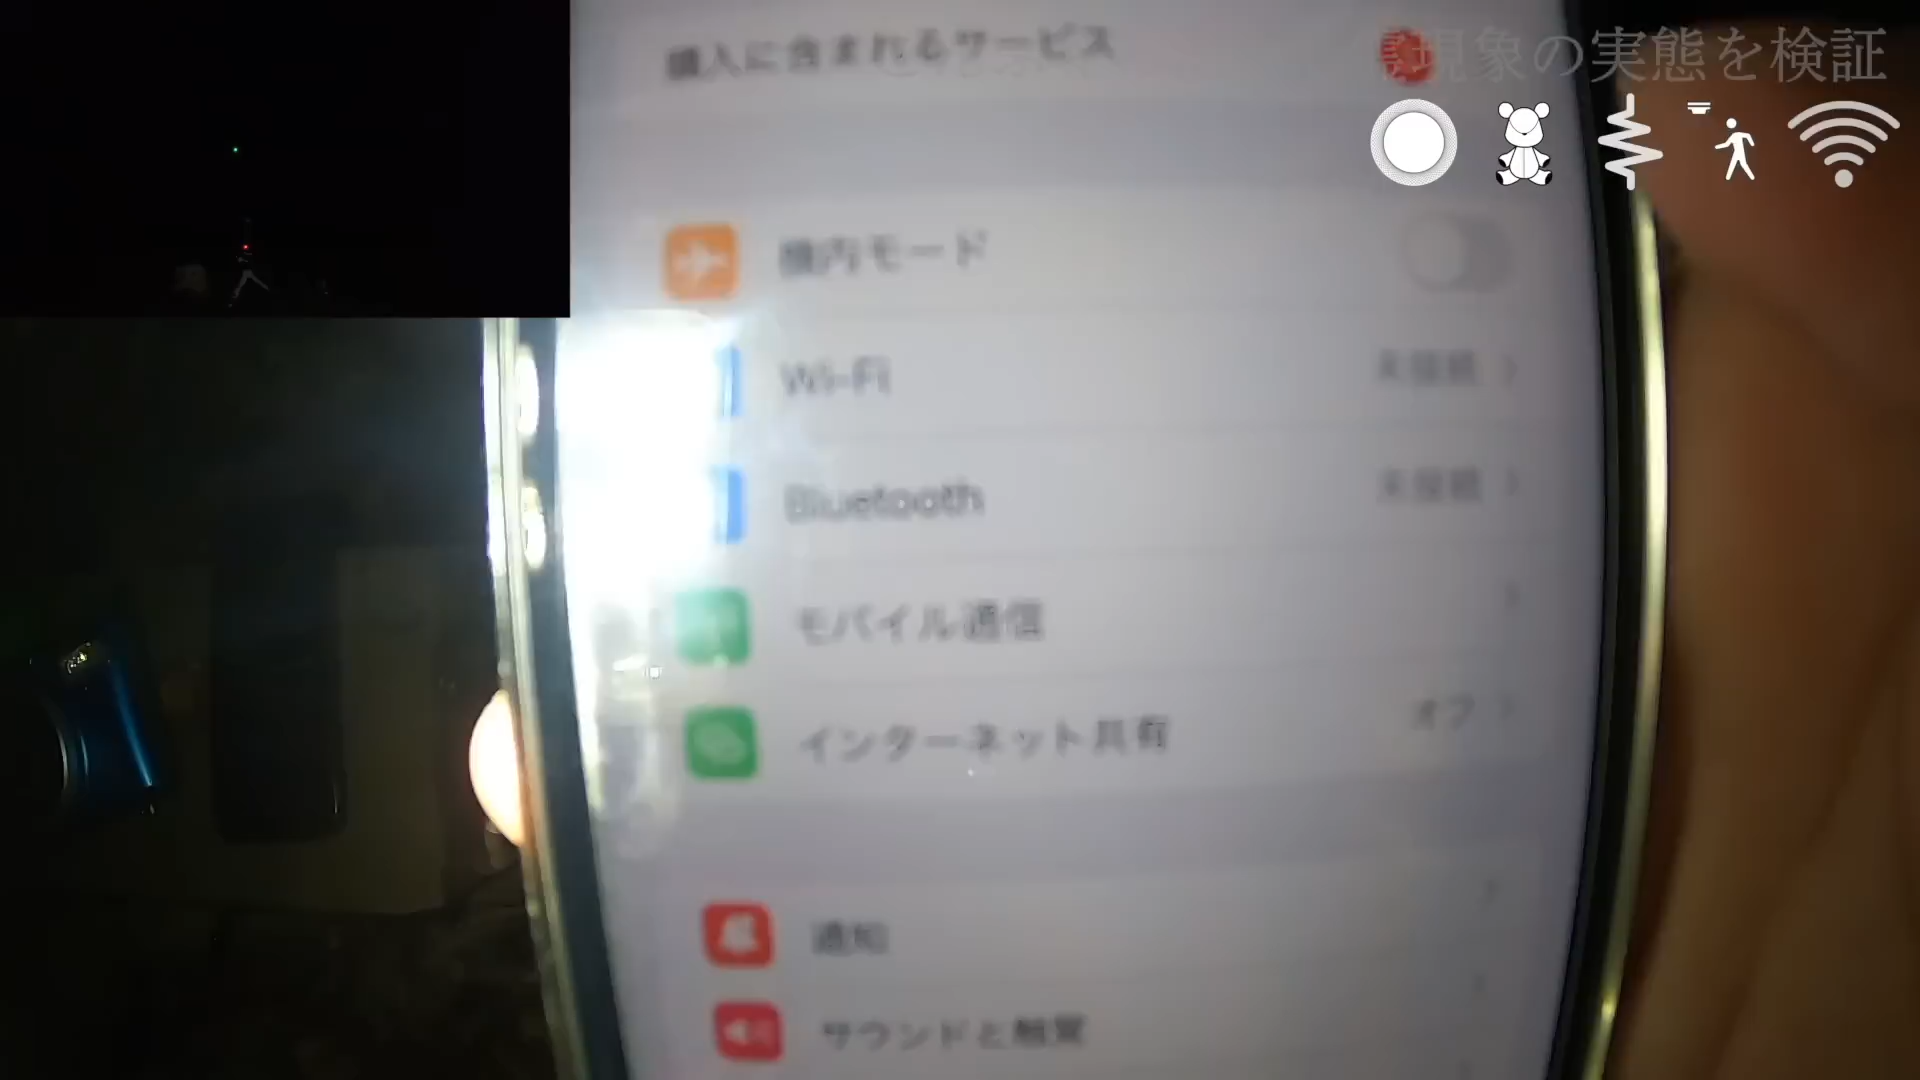 購入に含まれるサービス
現象の実態を検証
機内モード
Wi-Fi
未接続
Bluetooth
未接続
モバイル通信
インターネット共有
オフ
通知
サウンドと触覚